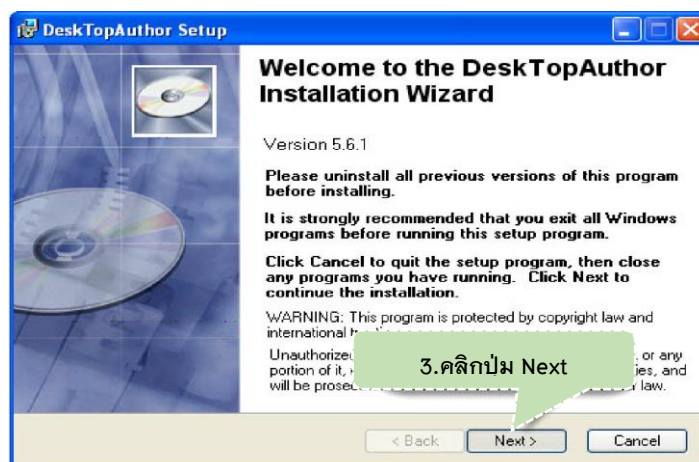 DeskTopAuthor Setup
Welcome to the DeskTopAuthor
Installation Wizard
Version 5.6.1
Please uninstall all previous versions of this program
before installing.
It is strongly recommended that you exit all Windows
programs before running this setup program.
Click Cancel to quit the setup program, then close
any programs you have running. Click Next to
continue the installation.
WARNING: This program is protected by copyright law and
international
Unauthorized or any
portion of it, and
will be law.
3.คลิกปุ่ม Next
< Back Next > Cancel